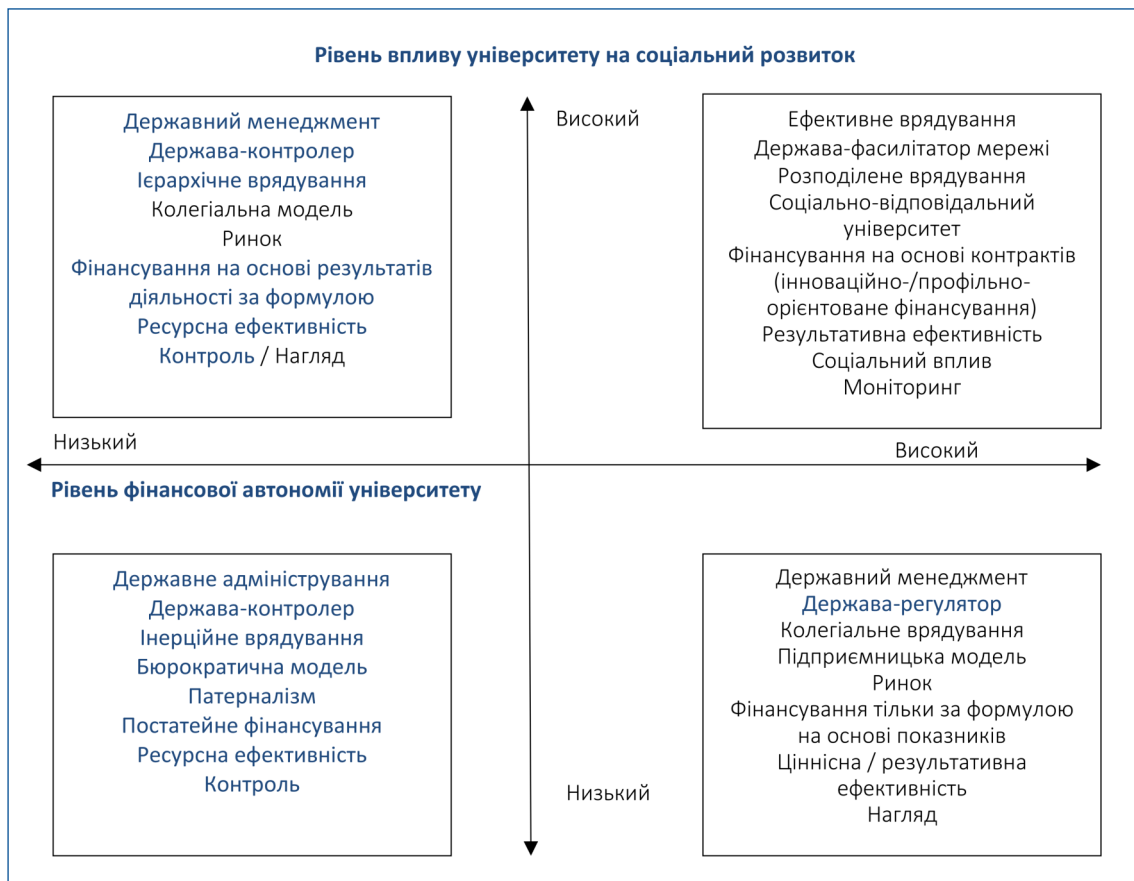 Рівень впливу університету на соціальний розвиток
Державний менеджмент
Держава-контролер
Ієрархічне врядування
Колегіальна модель
Ринок
Фінансування на основі результатів
діяльності за формулою
Ресурсна ефективність
Контроль / Нагляд
Високий
Ефективне врядування
Держава-фасилітатор мережі
Розподілене врядування
Соціально-відповідальний
університет
Фінансування на основі контрактів
(інноваційно-/профільно-
орієнтоване фінансування)
Результативна ефективність
Соціальний вплив
Моніторинг
Низький
Високий
Рівень фінансової автономії університету
Державне адміністрування
Держава-контролер
Інерційне врядування
Бюрократична модель
Патерналізм
Постатейне фінансування
Ресурсна ефективність
Контроль
Низький
Державний менеджмент
Держава-регулятор
Колегіальне врядування
Підприємницька модель
Ринок
Фінансування тільки за формулою
на основі показників
Ціннісна / результативна
ефективність
Нагляд